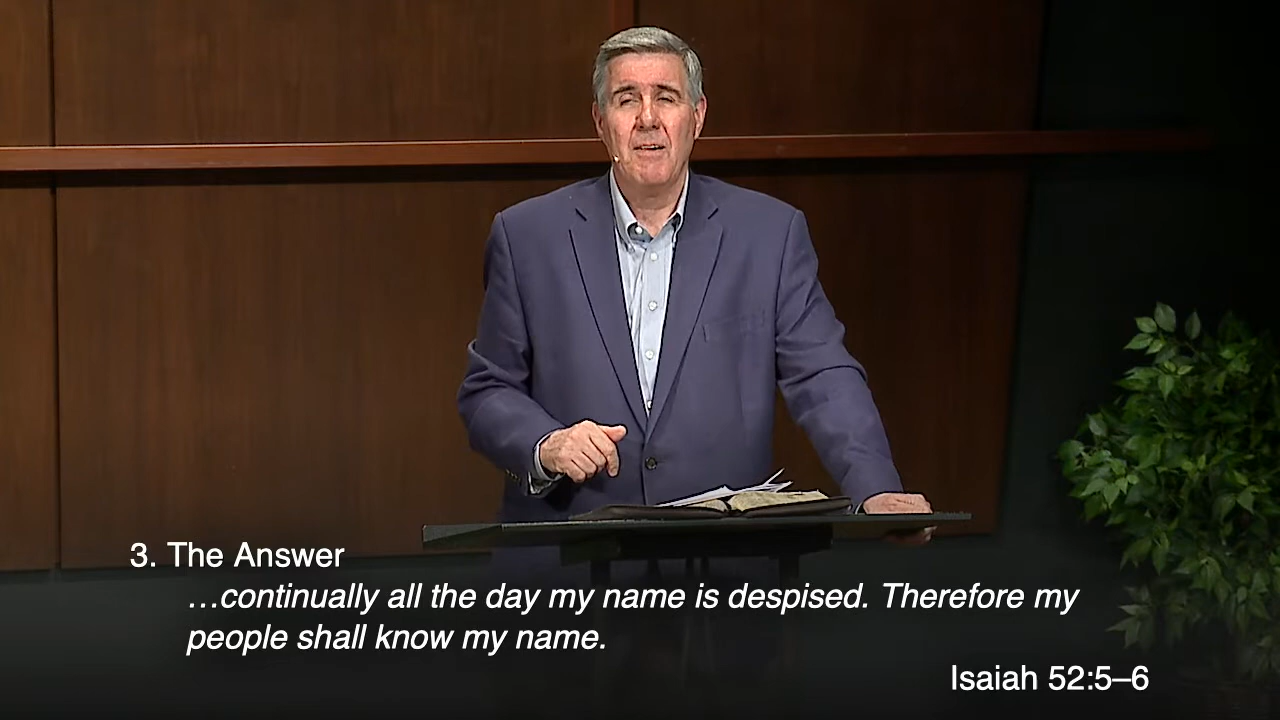 3. The Answer
…continually all the day my name is despised. Therefore my
people shall know my name.
Isaiah 52:5–6